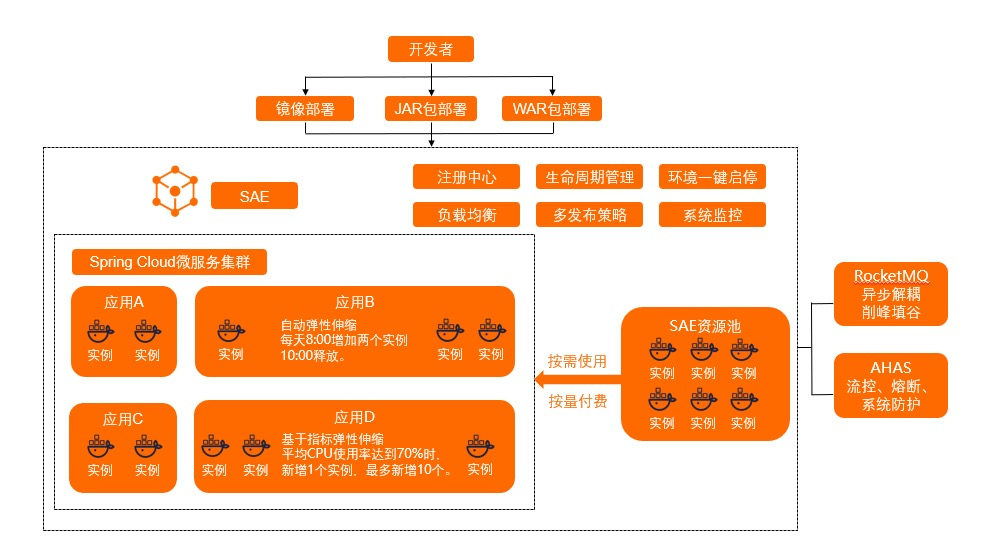 开发者
镜像部署
JAR包部署
WAR包部署
SAE
注册中心
生命周期管理
环境一键启停
负载均衡
多发布策略
系统监控
Spring Cloud微服务集群
应用A
实例
实例
应用B
实例
自动弹性伸缩
每天8:00增加两个实例
10:00释放。
实例
实例
应用C
实例
实例
应用D
实例
实例
基于指标弹性伸缩
平均CPU使用率达到70%时，
新增1个实例，最多新增10个。
实例
按需使用
按量付费
SAE资源池
实例
实例
实例
实例
实例
实例
RocketMQ
异步解耦
削峰填谷
AHAS
流控、熔断、
系统防护